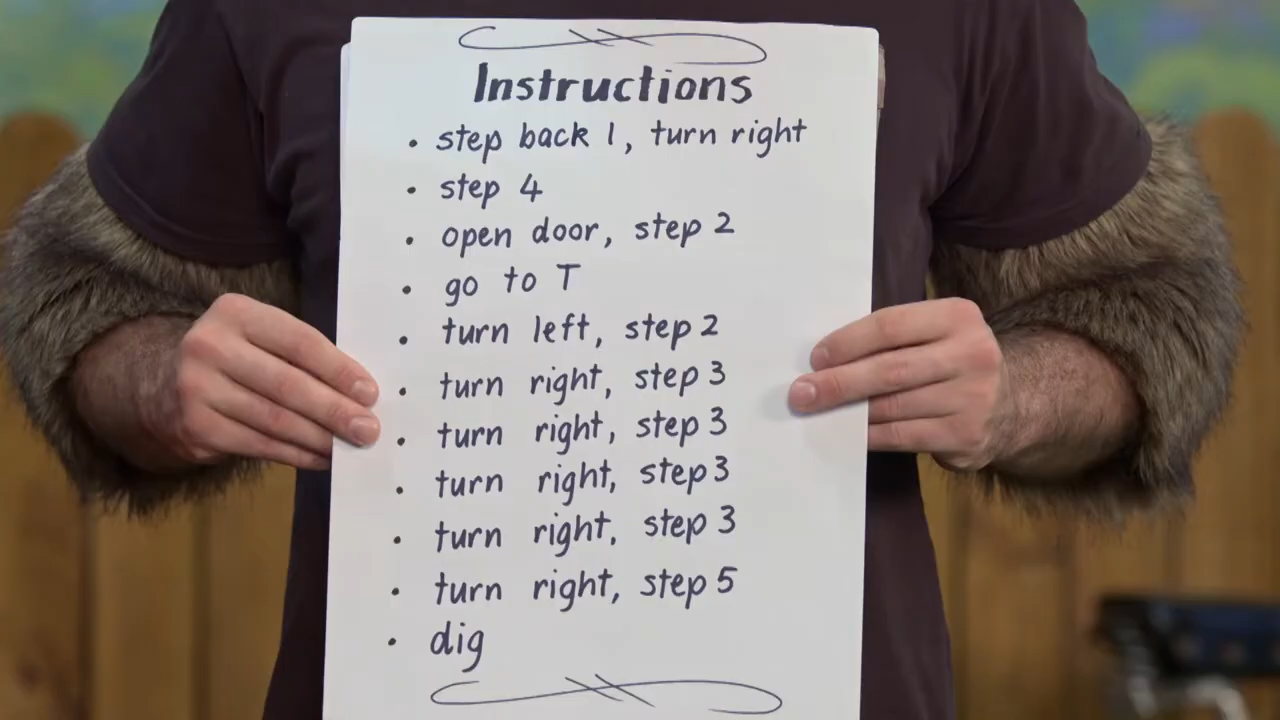 Instructions
• step back 1, turn right
• step 4
• open door, step 2
• go to T
• turn left, step 2
• turn right, step 3
• turn right, step 3
• turn right, step 3
• turn right, step 3
• turn right, step 5
• dig